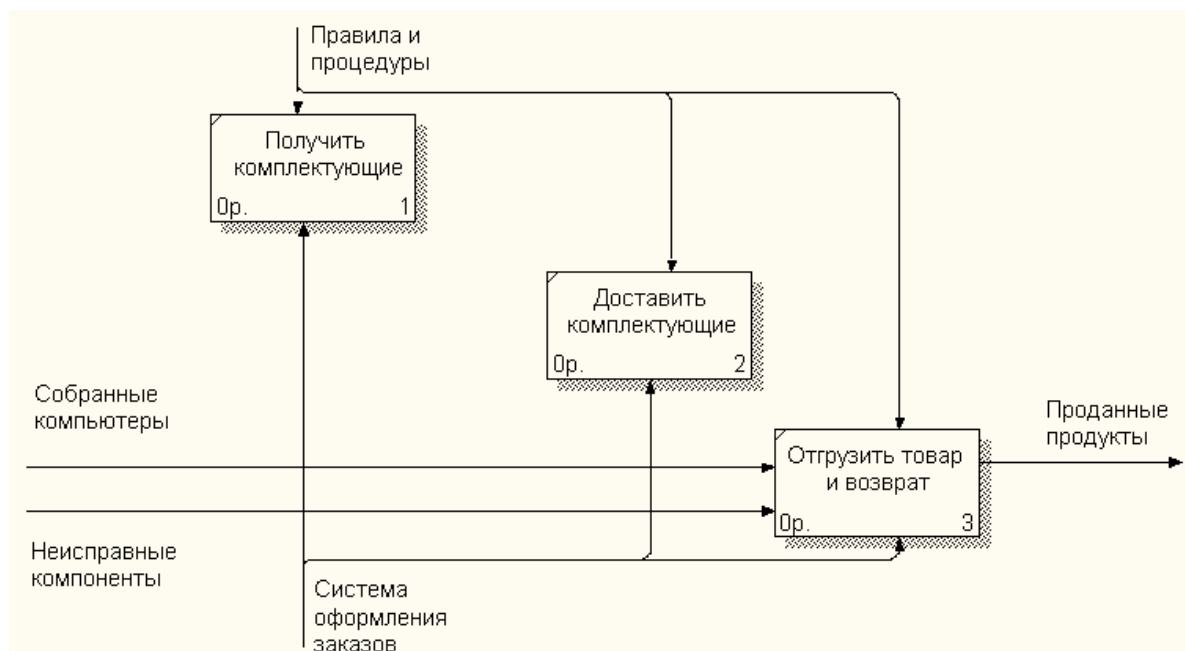 Правила и
процедуры
Получить
комплектующие
0р. 1
Доставить
комплектующие
0р. 2
Собранные
компьютеры
Проданные
продукты
Отгрузить товар
и возврат
0р. 3
Неисправные
компоненты
Система
оформления
заказов